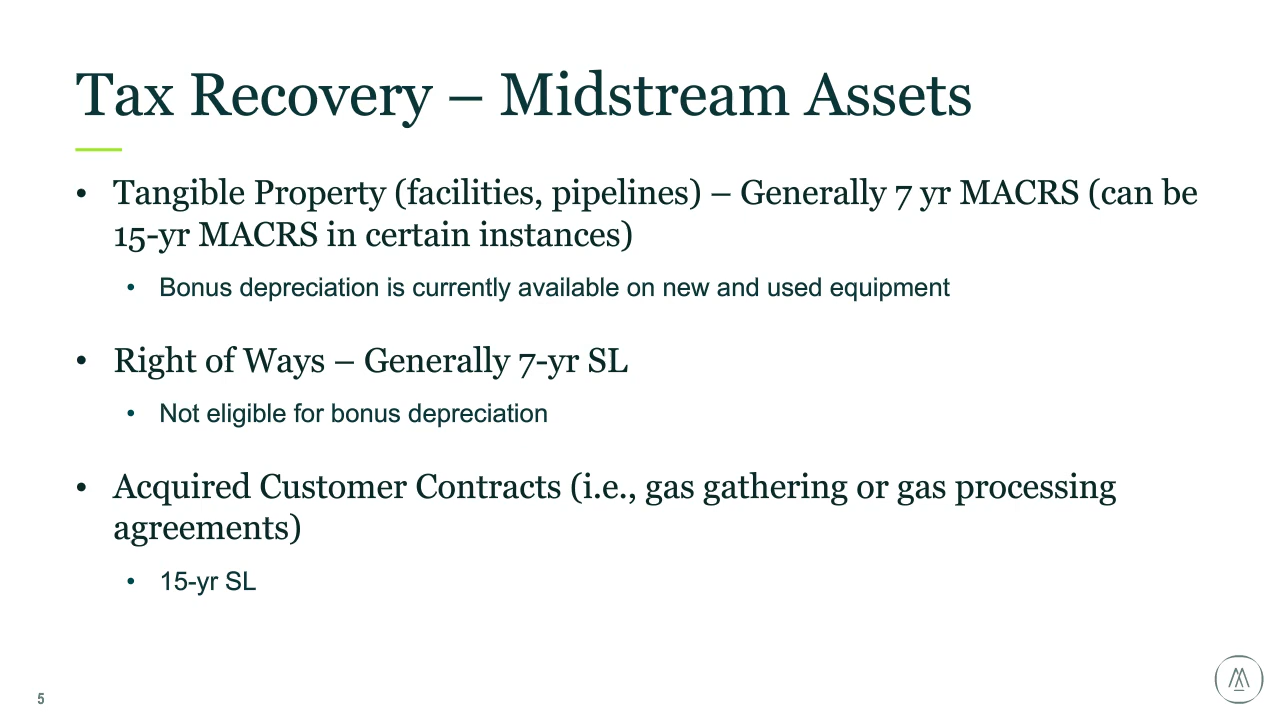 Tax Recovery – Midstream Assets
• Tangible Property (facilities, pipelines) – Generally 7 yr MACRS (can be
15-yr MACRS in certain instances)
• Bonus depreciation is currently available on new and used equipment
• Right of Ways – Generally 7-yr SL
• Not eligible for bonus depreciation
• Acquired Customer Contracts (i.e., gas gathering or gas processing
agreements)
• 15-yr SL
5